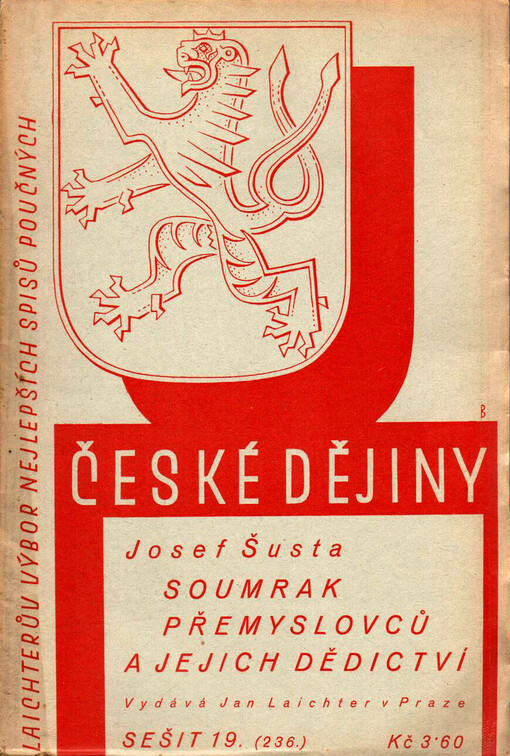 LAICHTERŮV VÝBOR NEJLEPŠÍCH SPISŮ POUČNÝCH
B
ČESKÉ DĚJINY
Josef Šusta
SOUMRAK
PŘEMYSLOVCŮ
A JEJICH DĚDICTVÍ
Vydává Jan Laichter v Praze
SEŠIT 19. (236.) Kč 3·60